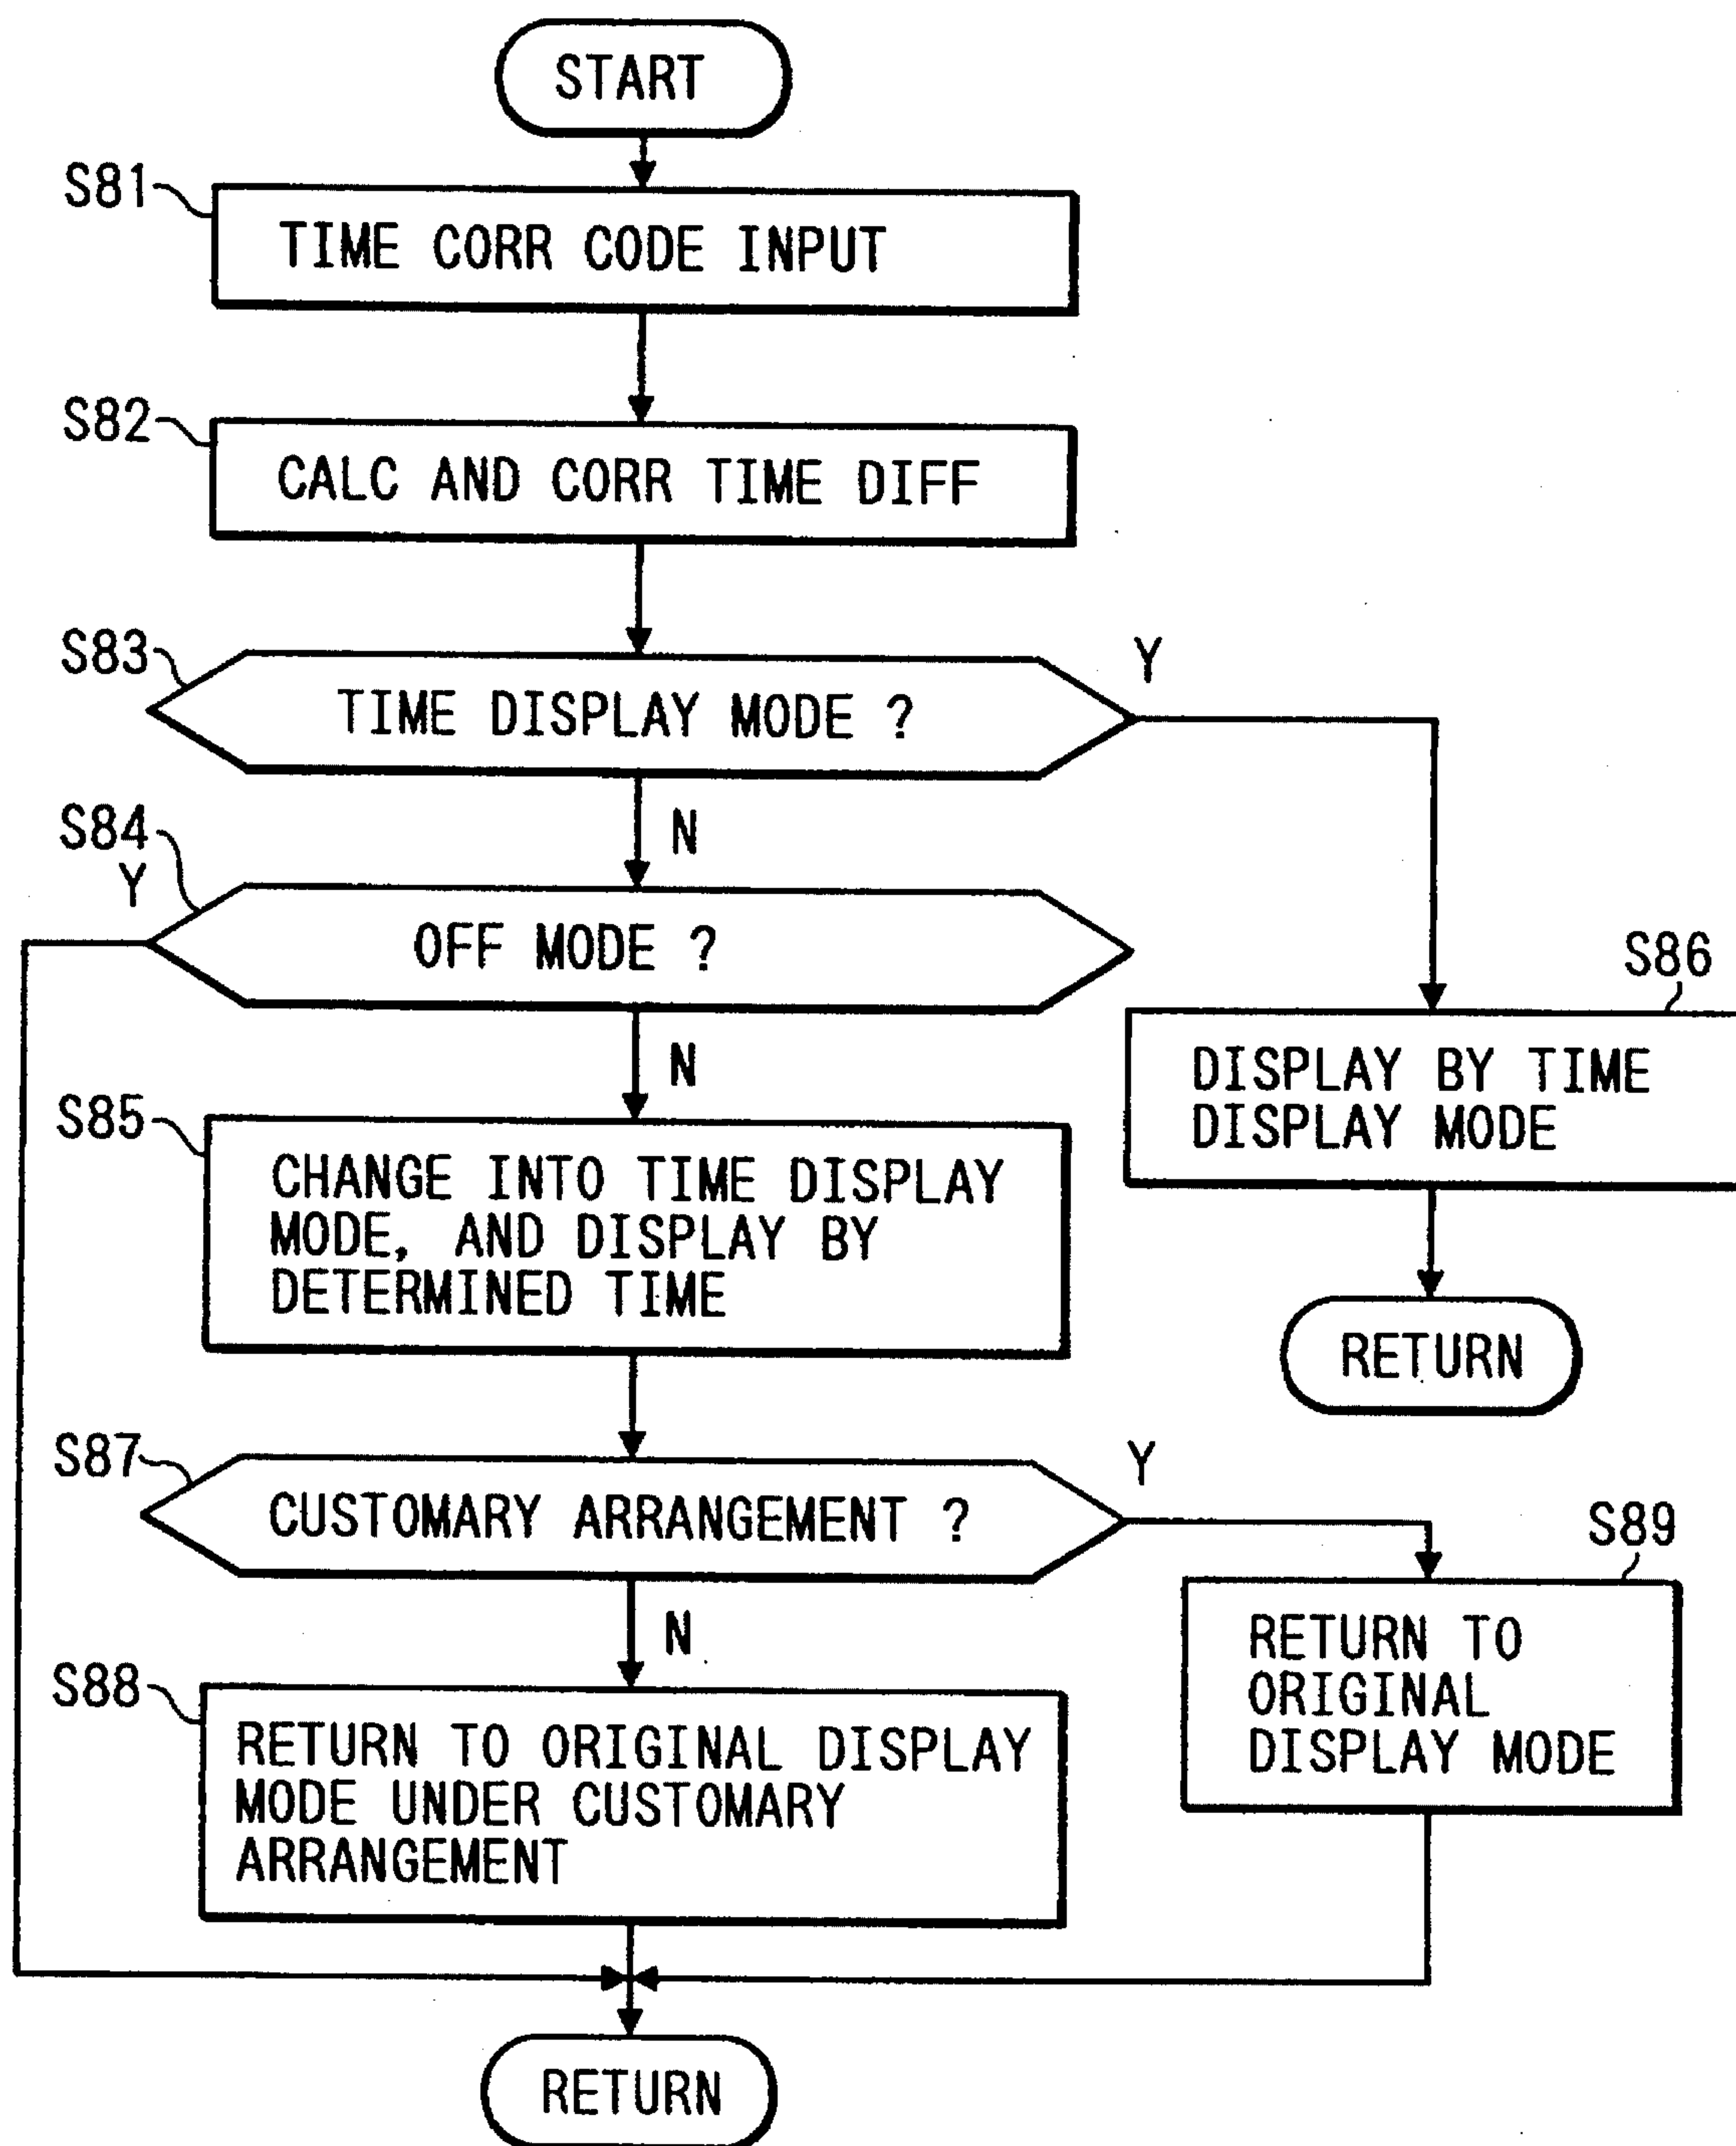 START
S81
TIME CORR CODE INPUT
S82
CALC AND CORR TIME DIFF
S83
TIME DISPLAY MODE ?
Y
N
S84
Y
OFF MODE ?
N
S86
DISPLAY BY TIME
DISPLAY MODE
RETURN
S85
CHANGE INTO TIME DISPLAY
MODE, AND DISPLAY BY
DETERMINED TIME
S87
CUSTOMARY ARRANGEMENT ?
Y
N
S89
RETURN TO
ORIGINAL
DISPLAY MODE
S88
RETURN TO ORIGINAL DISPLAY
MODE UNDER CUSTOMARY
ARRANGEMENT
RETURN